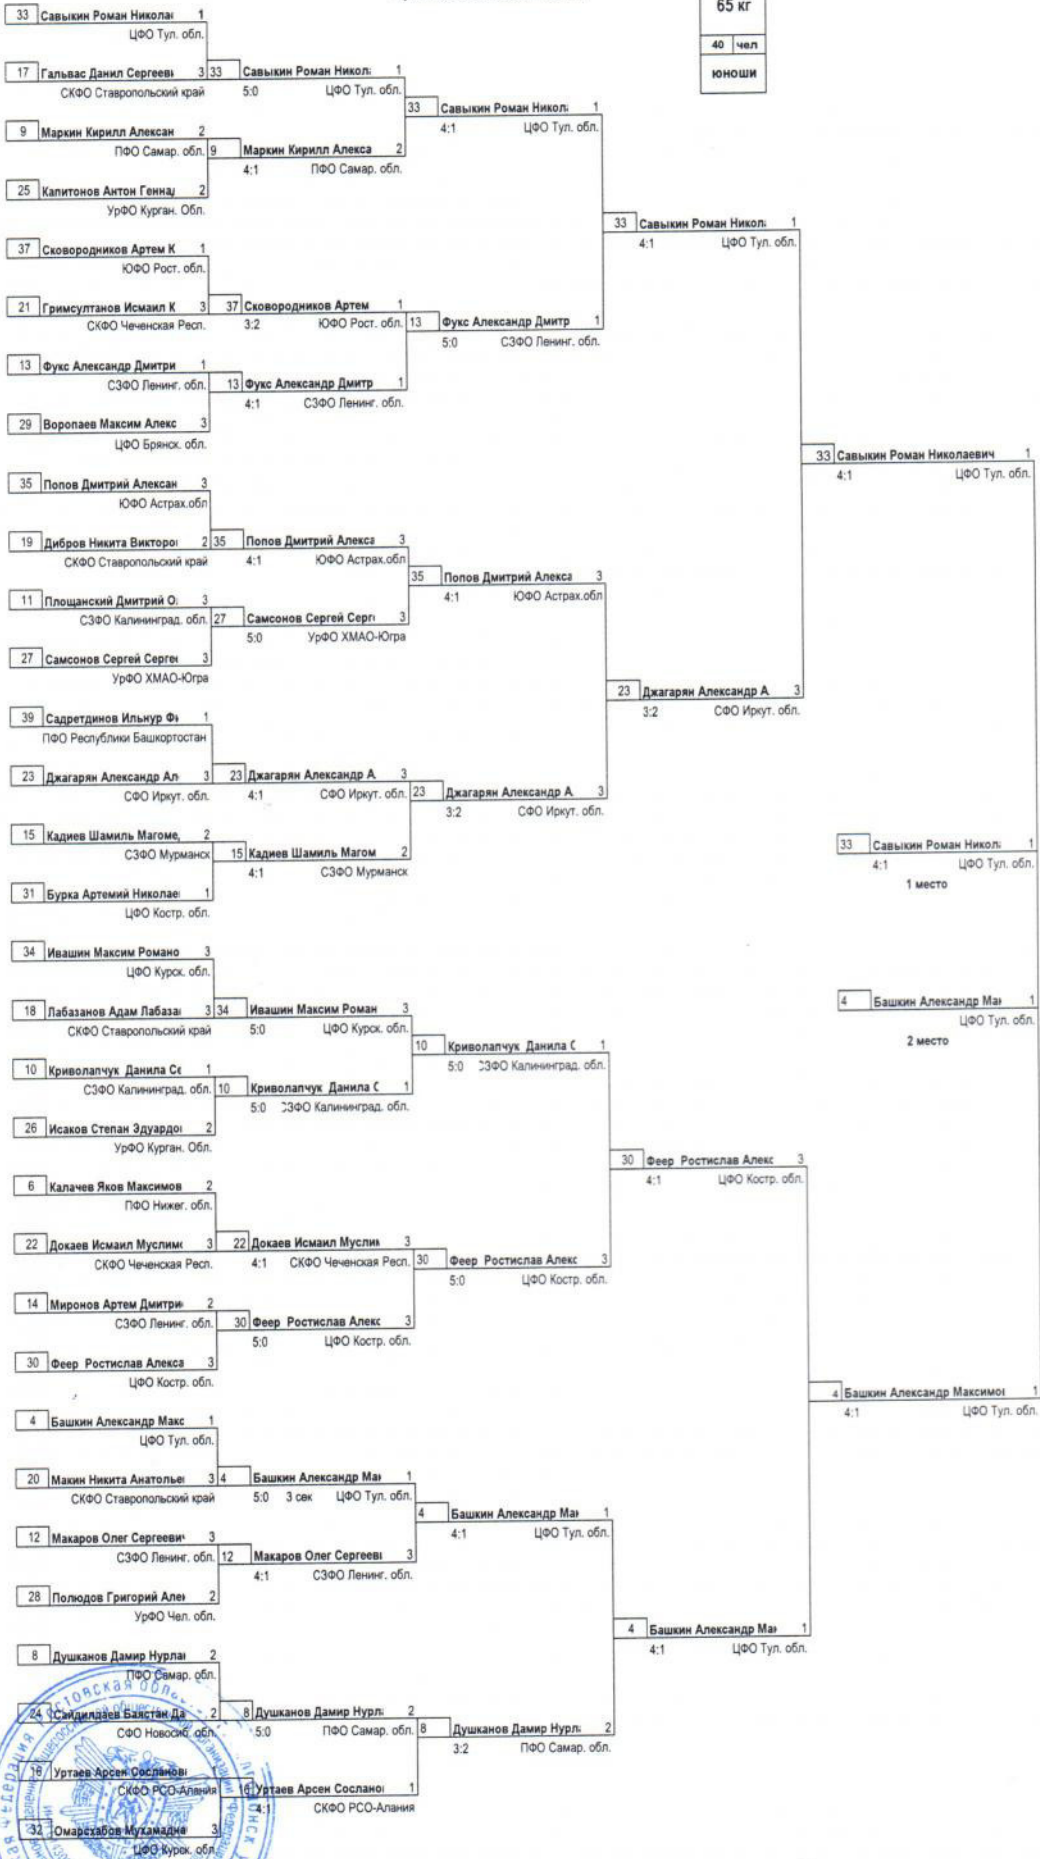 65 кг
40 чел
юноши
33 Савыкин Роман Никола 1
ЦФО Тул. обл.
17 Гальвас Данил Сергееви 3
СКФО Ставропольский край
9 Маркин Кирилл Алексан 2
ПФО Самар. обл.
25 Капитонов Антон Генна 2
УрФО Курган. Обл.
37 Сковородников Артем К 1
ЮФО Рост. обл.
21 Гримсултанов Исмаил К 3
СКФО Чеченская Респ.
13 Фукс Александр Дмитри 1
СЗФО Ленинг. обл.
29 Воропаев Максим Алекс 3
ЦФО Брянск. обл.
35 Попов Дмитрий Алексан 3
ЮФО Астрах.обл
19 Дибров Никита Викторо 2
СКФО Ставропольский край
11 Площанский Дмитрий О. 3
СЗФО Калининград. обл.
27 Самсонов Сергей Серге 3
УрФО ХМАО-Югра
39 Садретдинов Ильнур Ф 1
ПФО Республики Башкортостан
23 Джагарян Александр Ал 3
СФО Иркут. обл.
15 Кадиев Шамиль Магоме 2
СЗФО Мурманск
31 Бурка Артемий Николае 1
ЦФО Костр. обл.
34 Ивашин Максим Романо 3
ЦФО Курск. обл.
18 Лабазанов Адам Лабаза 3
СКФО Ставропольский край
10 Криволапчук Данила Се 1
СЗФО Калининград. обл.
26 Исаков Степан Эдуардо 2
УрФО Курган. Обл.
6 Калачев Яков Максимов 2
ПФО Нижег. обл.
22 Докаев Исмаил Муслим 3
СКФО Чеченская Респ.
14 Миронов Артем Дмитри 2
СЗФО Ленинг. обл.
30 Феер Ростислав Алекса 3
ЦФО Костр. обл.
4 Башкин Александр Макс 1
ЦФО Тул. обл.
20 Макин Никита Анатолье 3
СКФО Ставропольский край
12 Макаров Олег Сергееви 3
СЗФО Ленинг. обл.
28 Полюдов Григорий Але 2
УрФО Чел. обл.
8 Душканов Дамир Нурла 2
ПФО Самар. обл.
24 Сайдилдаев Баястан Да 2
СФО Новосиб. обл.
16 Уртаев Арсен Сосланови 1
СКФО РСО-Алания
32 Омарсхабов Мухамадна 3
ЦФО Курск. обл.
33 Савыкин Роман Никол 1
5:0 ЦФО Тул. обл.
9 Маркин Кирилл Алекса 2
4:1 ПФО Самар. обл.
37 Сковородников Артем 1
3:2 ЮФО Рост. обл.
13 Фукс Александр Дмитр 1
4:1 СЗФО Ленинг. обл.
35 Попов Дмитрий Алекса 3
4:1 ЮФО Астрах.обл
27 Самсонов Сергей Серг 3
5:0 УрФО ХМАО-Югра
23 Джагарян Александр А 3
4:1 СФО Иркут. обл.
15 Кадиев Шамиль Магом 2
4:1 СЗФО Мурманск
34 Ивашин Максим Роман 3
5:0 ЦФО Курск. обл.
10 Криволапчук Данила С 1
5:0 СЗФО Калининград. обл.
22 Докаев Исмаил Муслим 3
4:1 СКФО Чеченская Респ.
30 Феер Ростислав Алекс 3
5:0 ЦФО Костр. обл.
4 Башкин Александр Ма 1
5:0 3 сек ЦФО Тул. обл.
12 Макаров Олег Сергееви 3
4:1 СЗФО Ленинг. обл.
8 Душканов Дамир Нурл 2
5:0 ПФО Самар. обл.
16 Уртаев Арсен Сослано 1
4:1 СКФО РСО-Алания
33 Савыкин Роман Никол 1
4:1 ЦФО Тул. обл.
13 Фукс Александр Дмитр 1
5:0 СЗФО Ленинг. обл.
35 Попов Дмитрий Алекса 3
4:1 ЮФО Астрах.обл
23 Джагарян Александр А 3
3:2 СФО Иркут. обл.
10 Криволапчук Данила С 1
5:0 СЗФО Калининград. обл.
30 Феер Ростислав Алекс 3
5:0 ЦФО Костр. обл.
4 Башкин Александр Ма 1
4:1 ЦФО Тул. обл.
8 Душканов Дамир Нурл 2
3:2 ПФО Самар. обл.
33 Савыкин Роман Никол 1
4:1 ЦФО Тул. обл.
23 Джагарян Александр А 3
3:2 СФО Иркут. обл.
30 Феер Ростислав Алекс 3
4:1 ЦФО Костр. обл.
4 Башкин Александр Ма 1
4:1 ЦФО Тул. обл.
33 Савыкин Роман Николаевич 1
4:1 ЦФО Тул. обл.
4 Башкин Александр Максимо 1
4:1 ЦФО Тул. обл.
33 Савыкин Роман Никол 1
4:1 ЦФО Тул. обл.
1 место
4 Башкин Александр Ма 1
ЦФО Тул. обл.
2 место